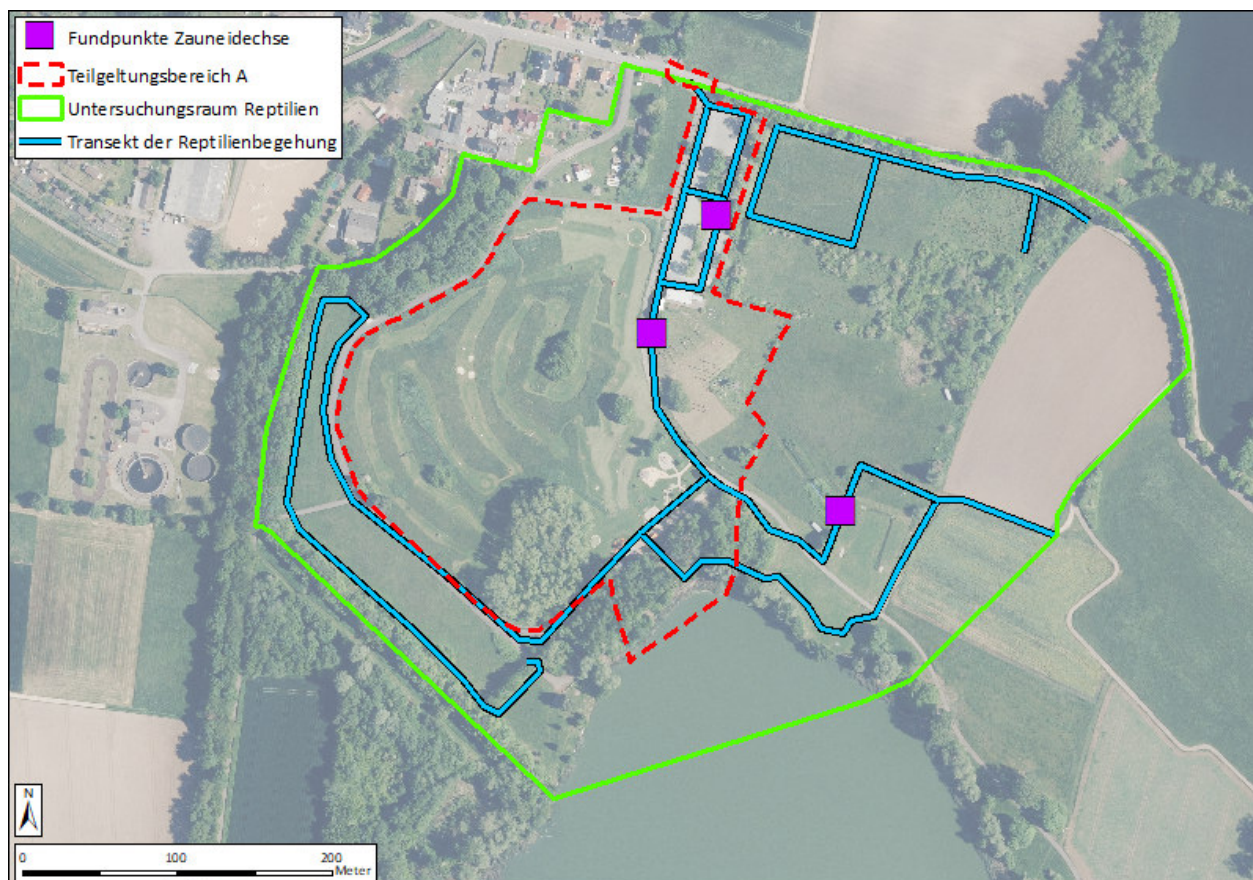 Fundpunkte Zauneidechse
Teilgeltungsbereich A
Untersuchungsraum Reptilien
Transekt der Reptilienbegehung
N
0 100 200
Meter